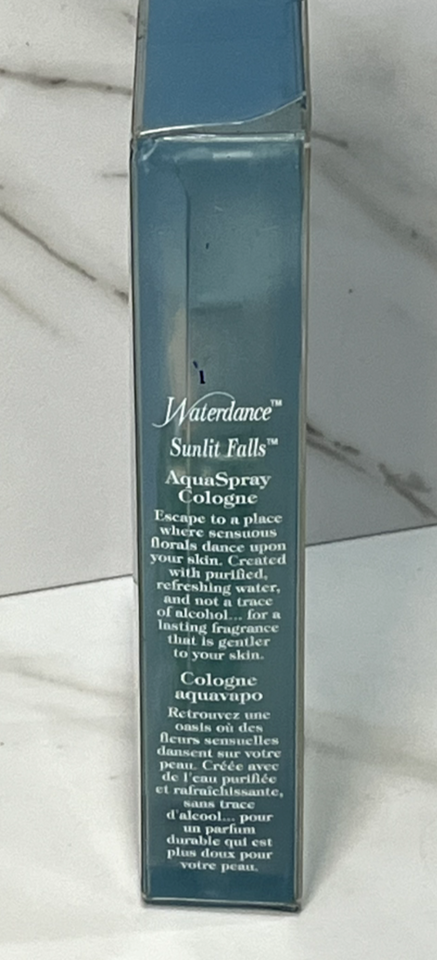 Waterdance™
Sunlit Falls™
AquaSpray
Cologne
Escape to a place
where sensuous
florals dance upon
your skin. Created
with purified,
refreshing water,
and not a trace
of alcohol... for a
lasting fragrance
that is gentler
to your skin.
Cologne
aquavapo
Retrouvez une
oasis où des
fleurs sensuelles
dansent sur votre
peau. Créée avec
de l'eau purifiée
et rafraîchissante,
sans trace
d'alcool... pour
un parfum
durable qui est
plus doux pour
votre peau.